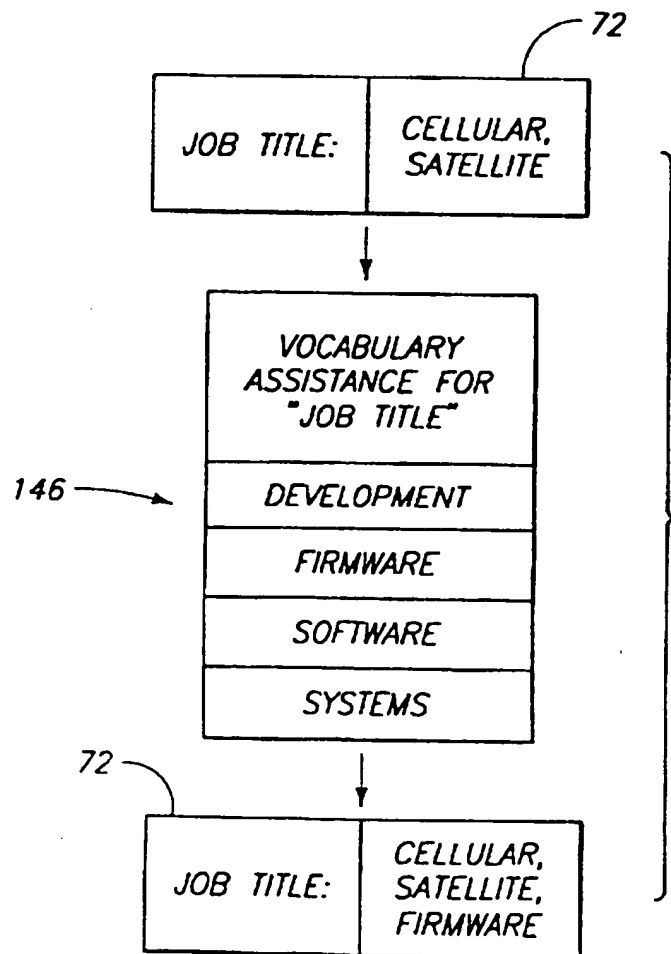 72
JOB TITLE:
CELLULAR,
SATELLITE
VOCABULARY
ASSISTANCE FOR
"JOB TITLE"
146
DEVELOPMENT
FIRMWARE
SOFTWARE
SYSTEMS
72
JOB TITLE:
CELLULAR,
SATELLITE,
FIRMWARE